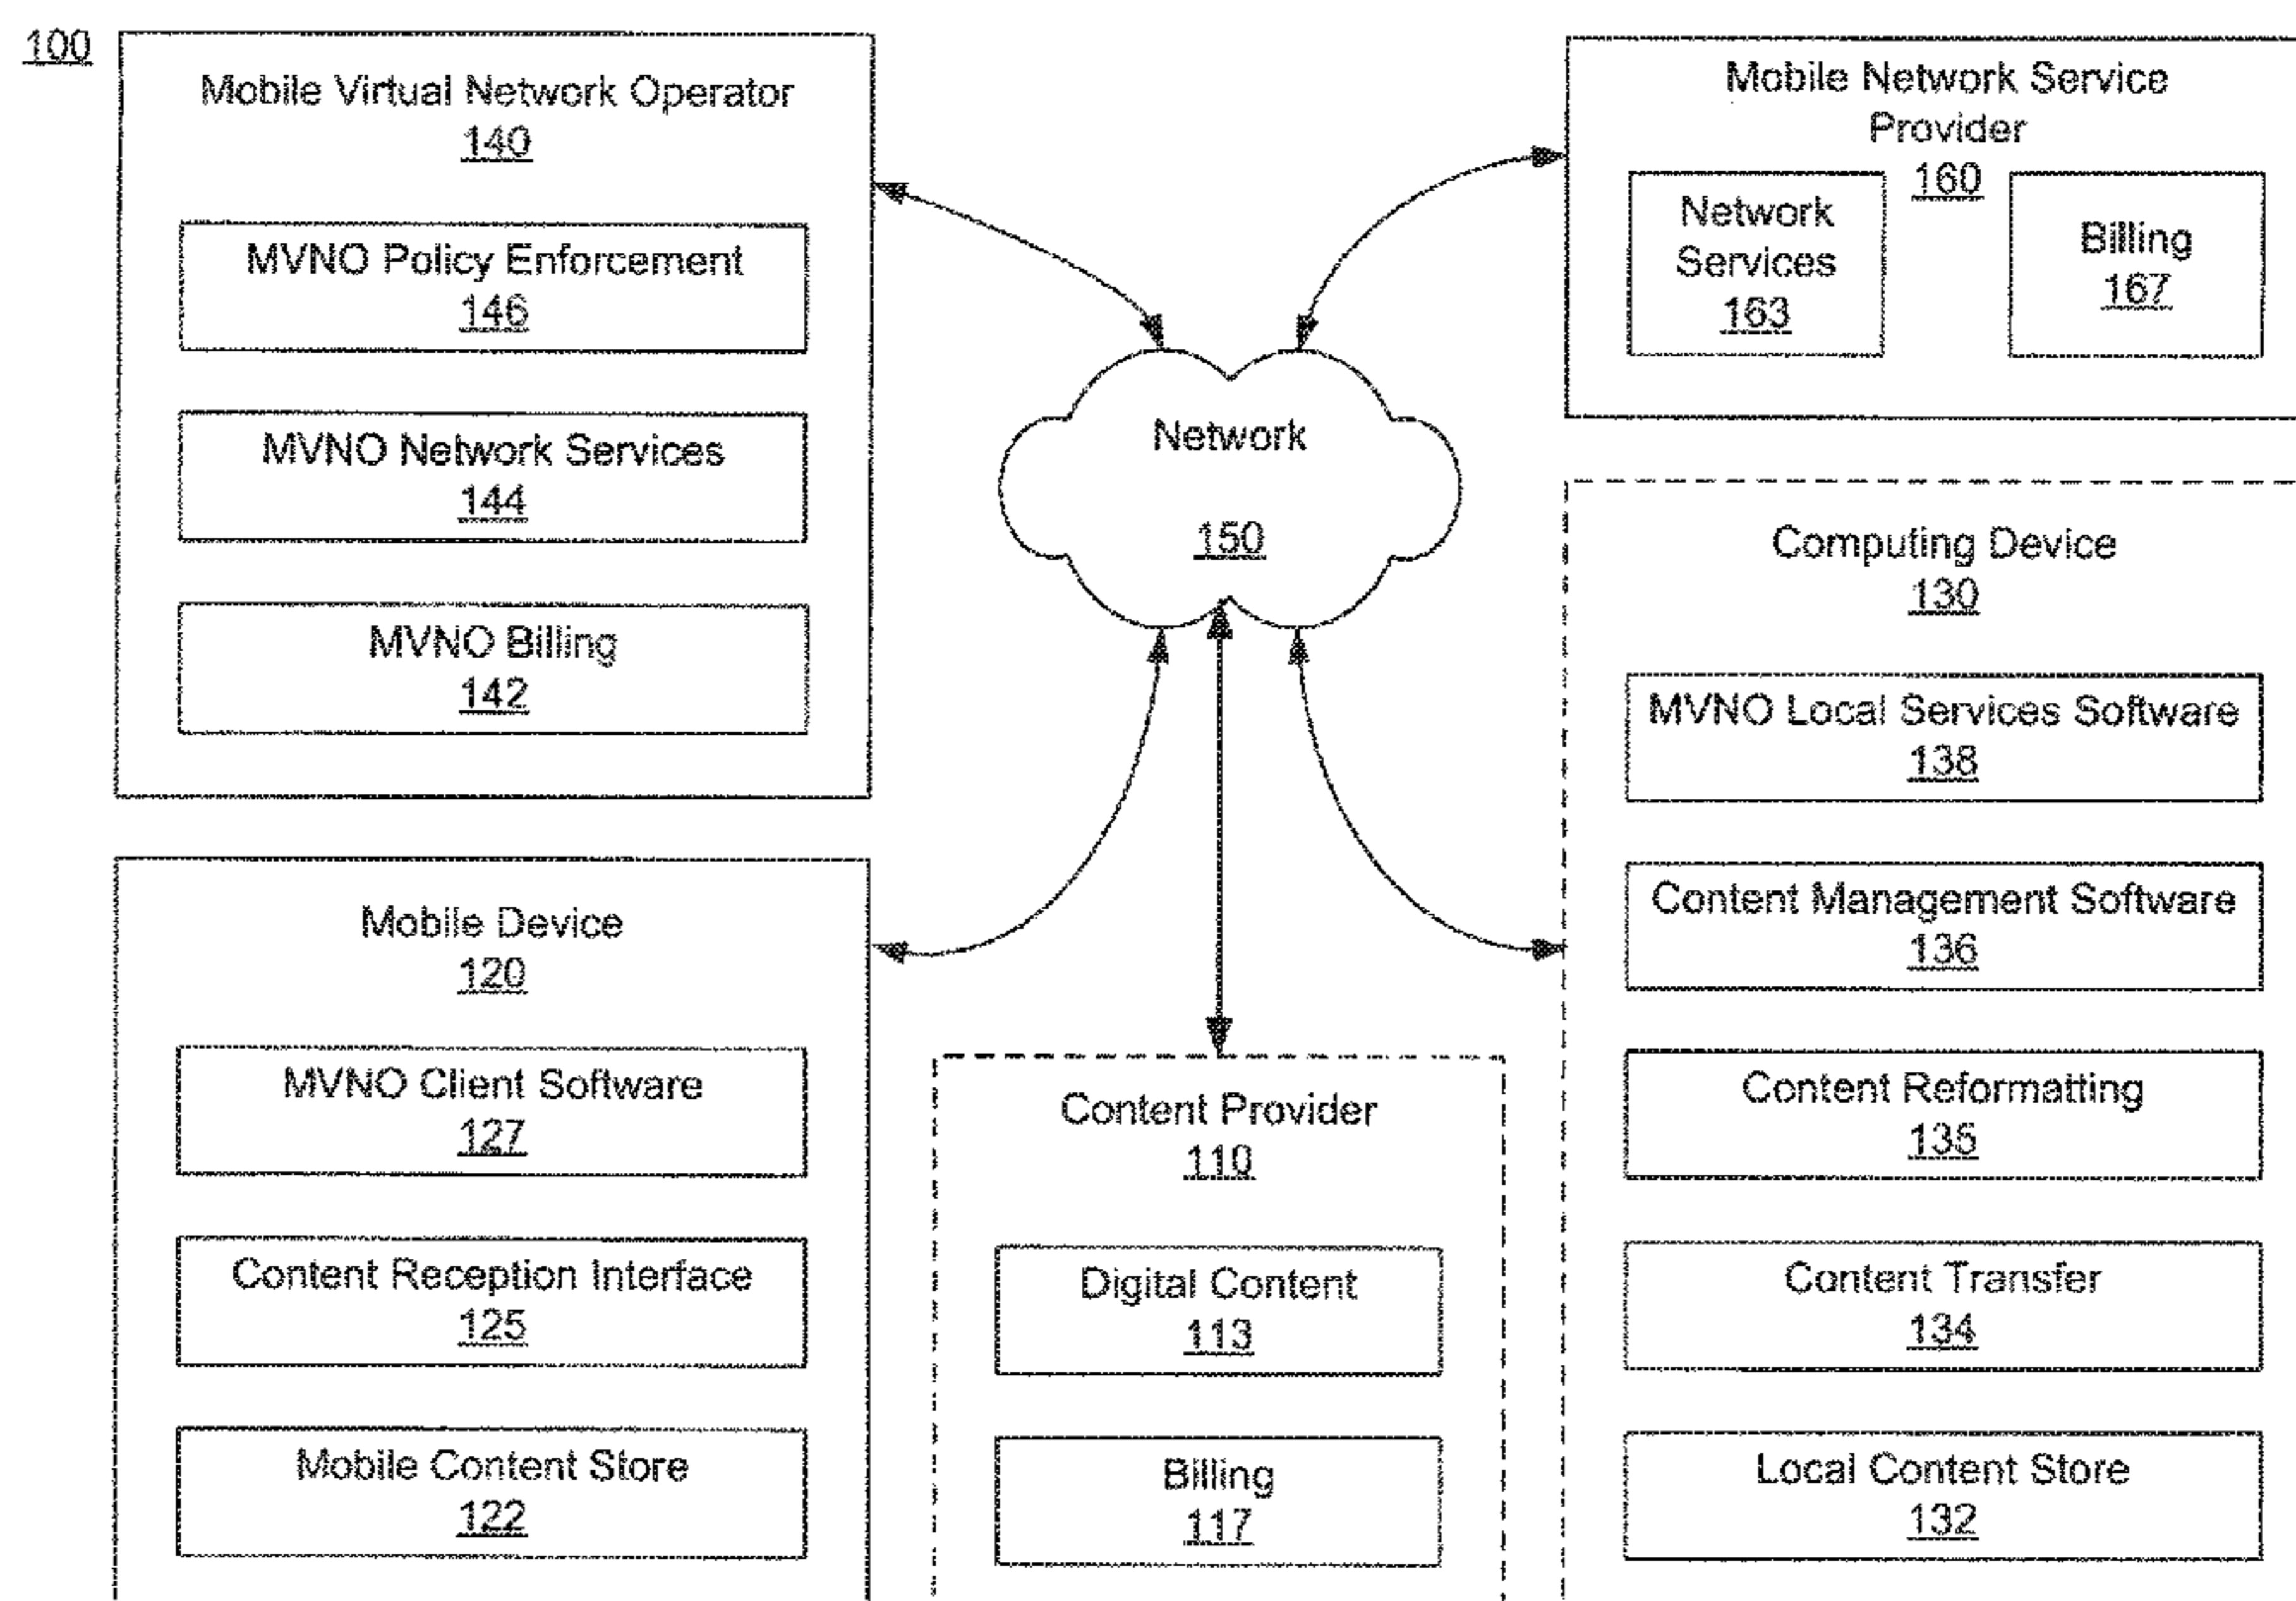 100
Mobile Virtual Network Operator
140
MVNO Policy Enforcement
146
MVNO Network Services
144
MVNO Billing
142
Mobile Network Service
Provider
160
Network
Services
163
Billing
167
Network
150
Computing Device
130
MVNO Local Services Software
138
Content Management Software
136
Content Reformatting
135
Content Transfer
134
Local Content Store
132
Mobile Device
120
MVNO Client Software
127
Content Reception Interface
125
Mobile Content Store
122
Content Provider
110
Digital Content
113
Billing
117